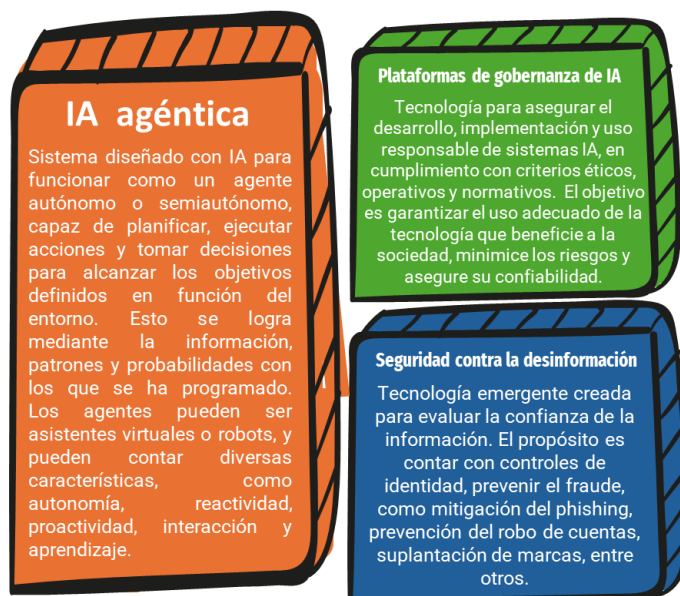 IA agéntica
Sistema diseñado con IA para
funcionar como un agente
autónomo o semiautónomo,
capaz de planificar, ejecutar
acciones y tomar decisiones
para alcanzar los objetivos
definidos en función del
entorno. Esto se logra
mediante la información,
patrones y probabilidades con
los que se ha programado.
Los agentes pueden ser
asistentes virtuales o robots, y
pueden contar diversas
características, como
autonomía, reactividad,
proactividad, interacción y
aprendizaje.
Plataformas de gobernanza de IA
Tecnología para asegurar el
desarrollo, implementación y uso
responsable de sistemas IA, en
cumplimiento con criterios éticos,
operativos y normativos. El objetivo
es garantizar el uso adecuado de la
tecnología que beneficie a la
sociedad, minimice los riesgos y
asegure su confiabilidad.
Seguridad contra la desinformación
Tecnología emergente creada
para evaluar la confianza de la
información. El propósito es
contar con controles de
identidad, prevenir el fraude,
como mitigación del phishing,
prevención del robo de cuentas,
suplantación de marcas, entre
otros.